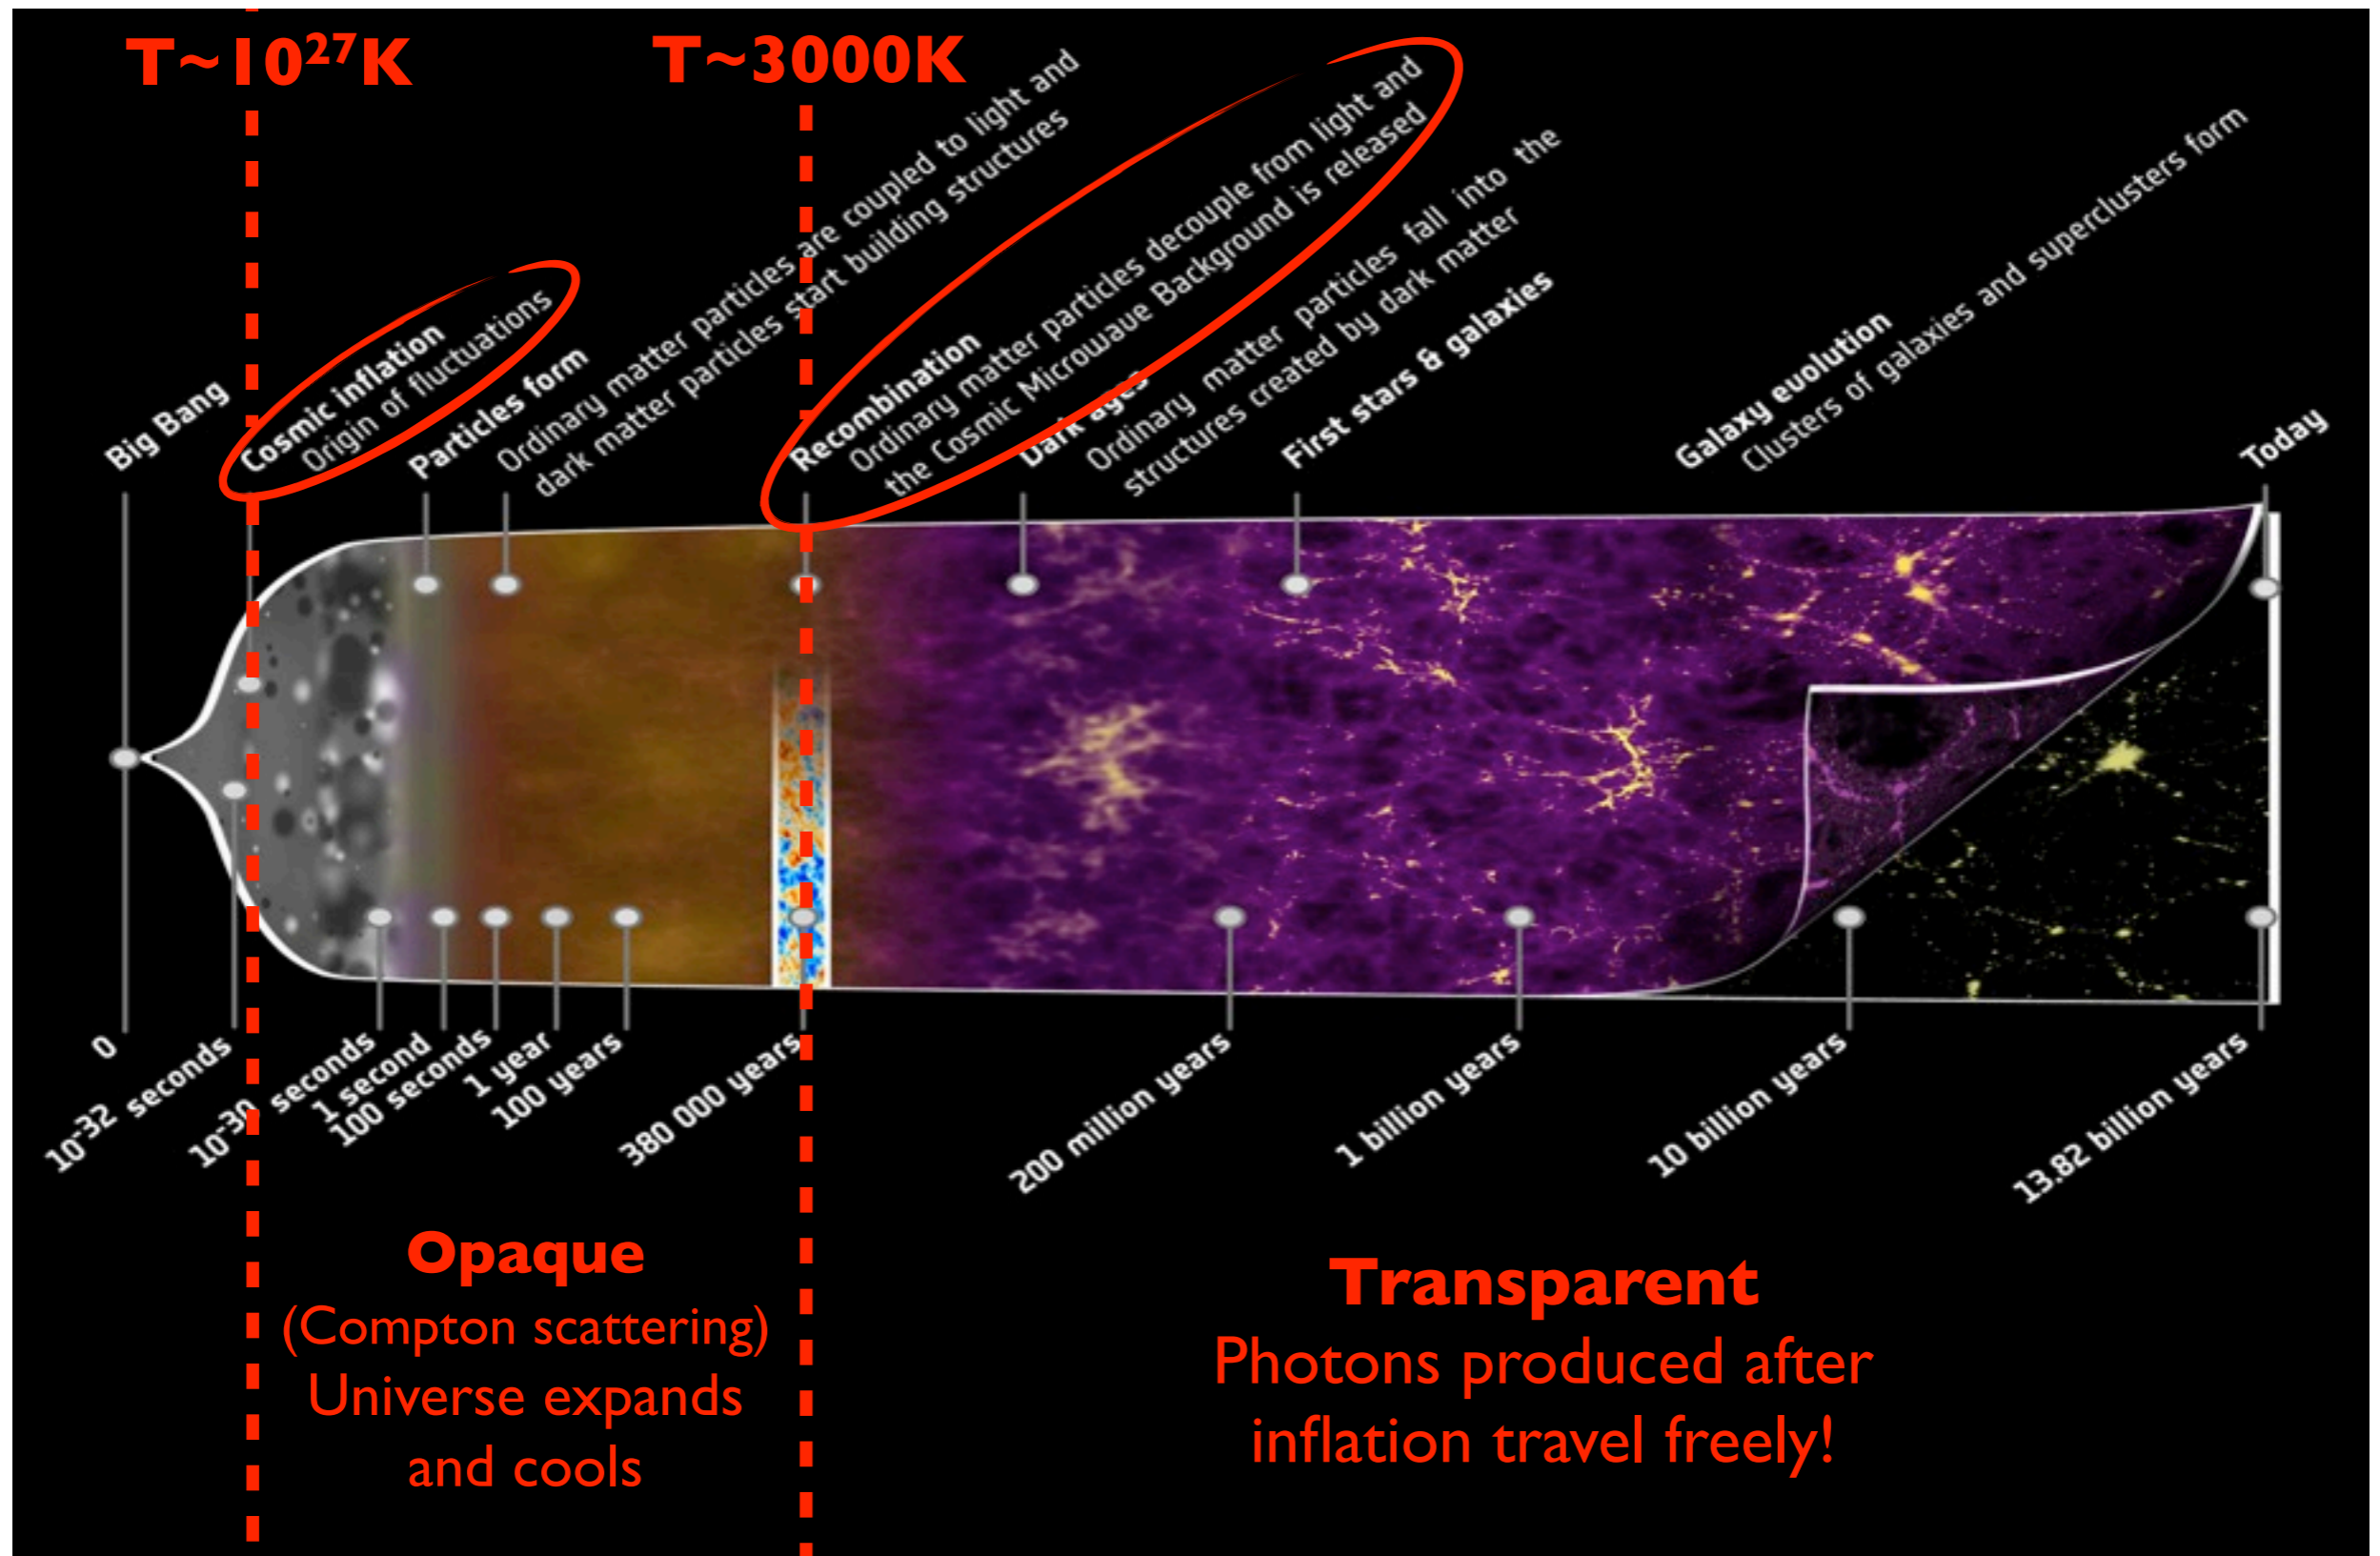 T~10²⁷K
T~3000K
Big Bang
Cosmic inflation
Origin of fluctuations
Particles form
Ordinary matter particles are coupled to light and
dark matter particles start building structures
Recombination
Ordinary matter particles decouple from light and
the Cosmic Microwave Background is released
Dark ages
Ordinary matter particles fall into the
structures created by dark matter
First stars & galaxies
Galaxy evolution
Clusters of galaxies and superclusters form
Today
0
10⁻³² seconds
10⁻³⁰ seconds
1 second
100 seconds
1 year
100 years
380 000 years
200 million years
1 billion years
10 billion years
13.82 billion years
Opaque
(Compton scattering)
Universe expands
and cools
Transparent
Photons produced after
inflation travel freely!